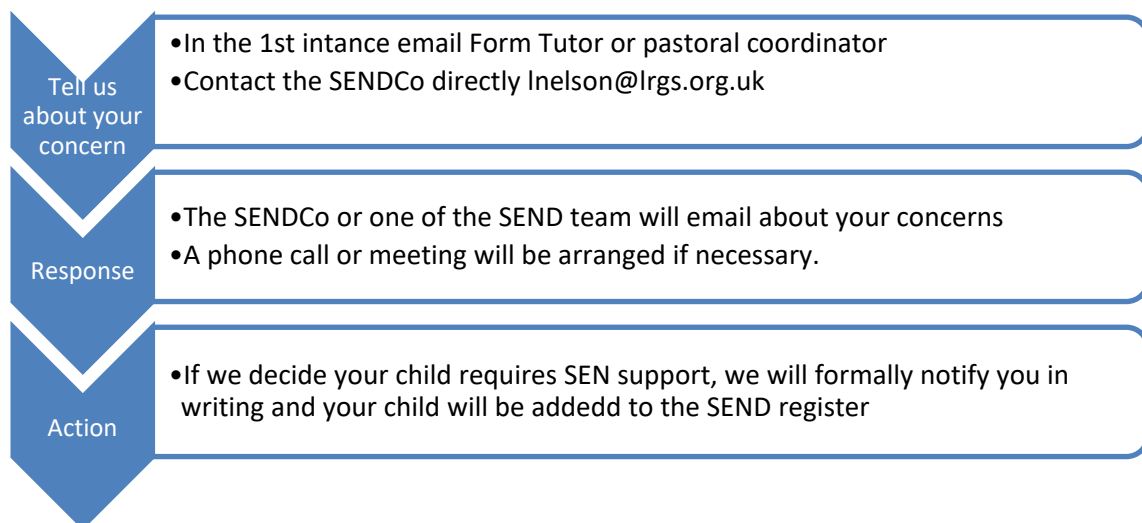 Tell us
about your
concern
•In the 1st intance email Form Tutor or pastoral coordinator
•Contact the SENDCo directly lnelson@lrgs.org.uk
Response
•The SENDCo or one of the SEND team will email about your concerns
•A phone call or meeting will be arranged if necessary.
Action
•If we decide your child requires SEN support, we will formally notify you in
writing and your child will be addedd to the SEND register